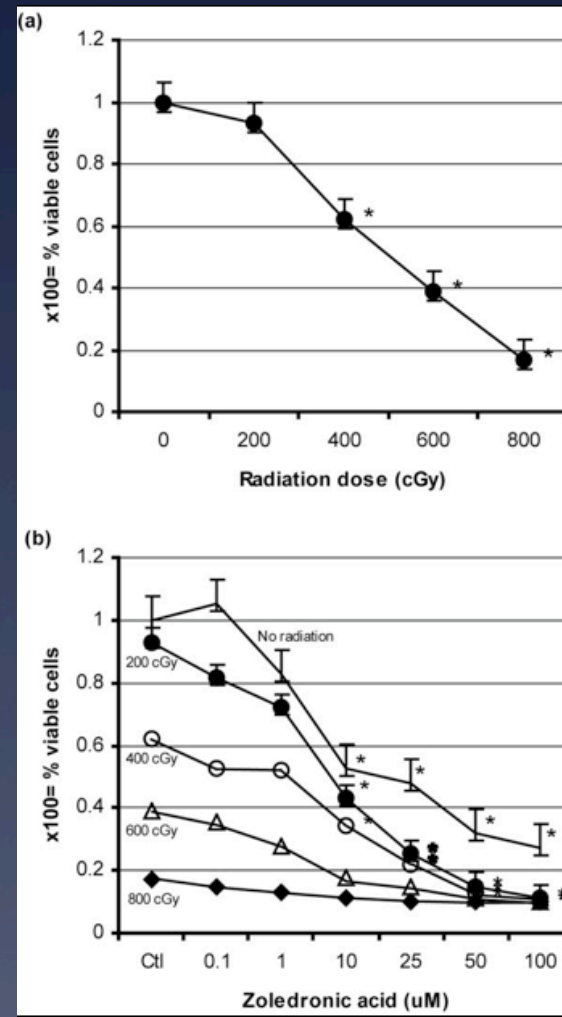 (a)
1.2
1
0.8
0.6
0.4
0.2
0
x100= % viable cells
*
*
*
0 200 400 600 800
Radiation dose (cGy)
(b)
1.2
1
0.8
0.6
0.4
0.2
0
x100= % viable cells
No radiation
200 cGy
400 cGy
600 cGy
800 cGy
* * * *
*
*
Ctl 0.1 1 10 25 50 100
Zoledronic acid (uM)